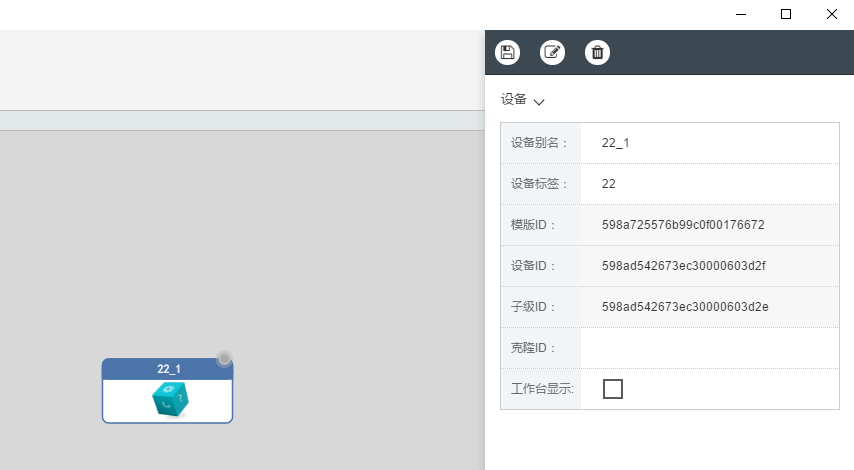 设备
设备别名： 22_1
设备标签： 22
模版ID： 598a725576b99c0f00176672
设备ID： 598ad542673ec30000603d2f
子级ID： 598ad542673ec30000603d2e
克隆ID：
工作台显示:
22_1